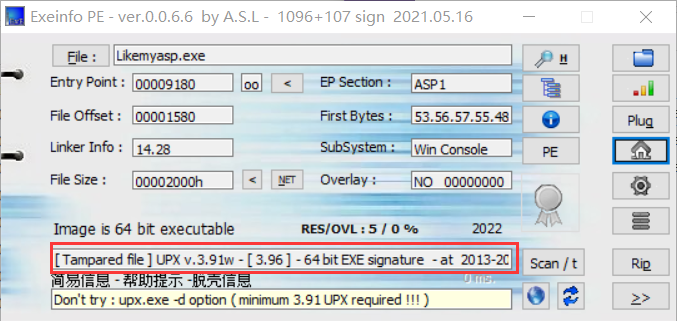 Exeinfo PE - ver.0.0.6.6 by A.S.L - 1096+107 sign 2021.05.16
File : Likemyasp.exe H
Entry Point : 00009180 oo < EP Section : ASP1
File Offset : 00001580 First Bytes : 53.56.57.55.48 Plug
Linker Info : 14.28 SubSystem : Win Console PE
File Size : 00002000h < NET Overlay : NO 00000000
Image is 64 bit executable RES/OVL : 5 / 0 % 2022
[ Tampared file ] UPX v.3.91w - [ 3.96 ] - 64 bit EXE signature - at 2013-20 Scan / t Rip
简易信息 - 帮助提示 -脱壳信息 0 ms.
Don't try : upx.exe -d option ( minimum 3.91 UPX required !!! ) >>